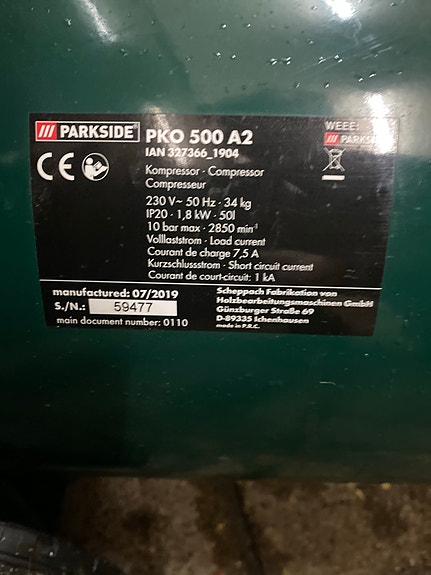 /// PARKSIDE®
PKO 500 A2
IAN 327366_1904
WEEE:
/// PARKSIDE
CE
Kompressor · Compressor
Compresseur
230 V~ 50 Hz · 34 kg
IP20 · 1,8 kW · 50l
10 bar max · 2850 min⁻¹
Volllaststrom · Load current
Courant de charge 7,5 A
Kurzschlussstrom · Short circuit current
Courant de court-circuit: 1 kA
manufactured: 07/2019
S./N.: 59477
main document number: 0110
Scheppach Fabrikation von
Holzbearbeitungsmaschinen GmbH
Günzburger Straße 69
D-89335 Ichenhausen
made in P.R.C.